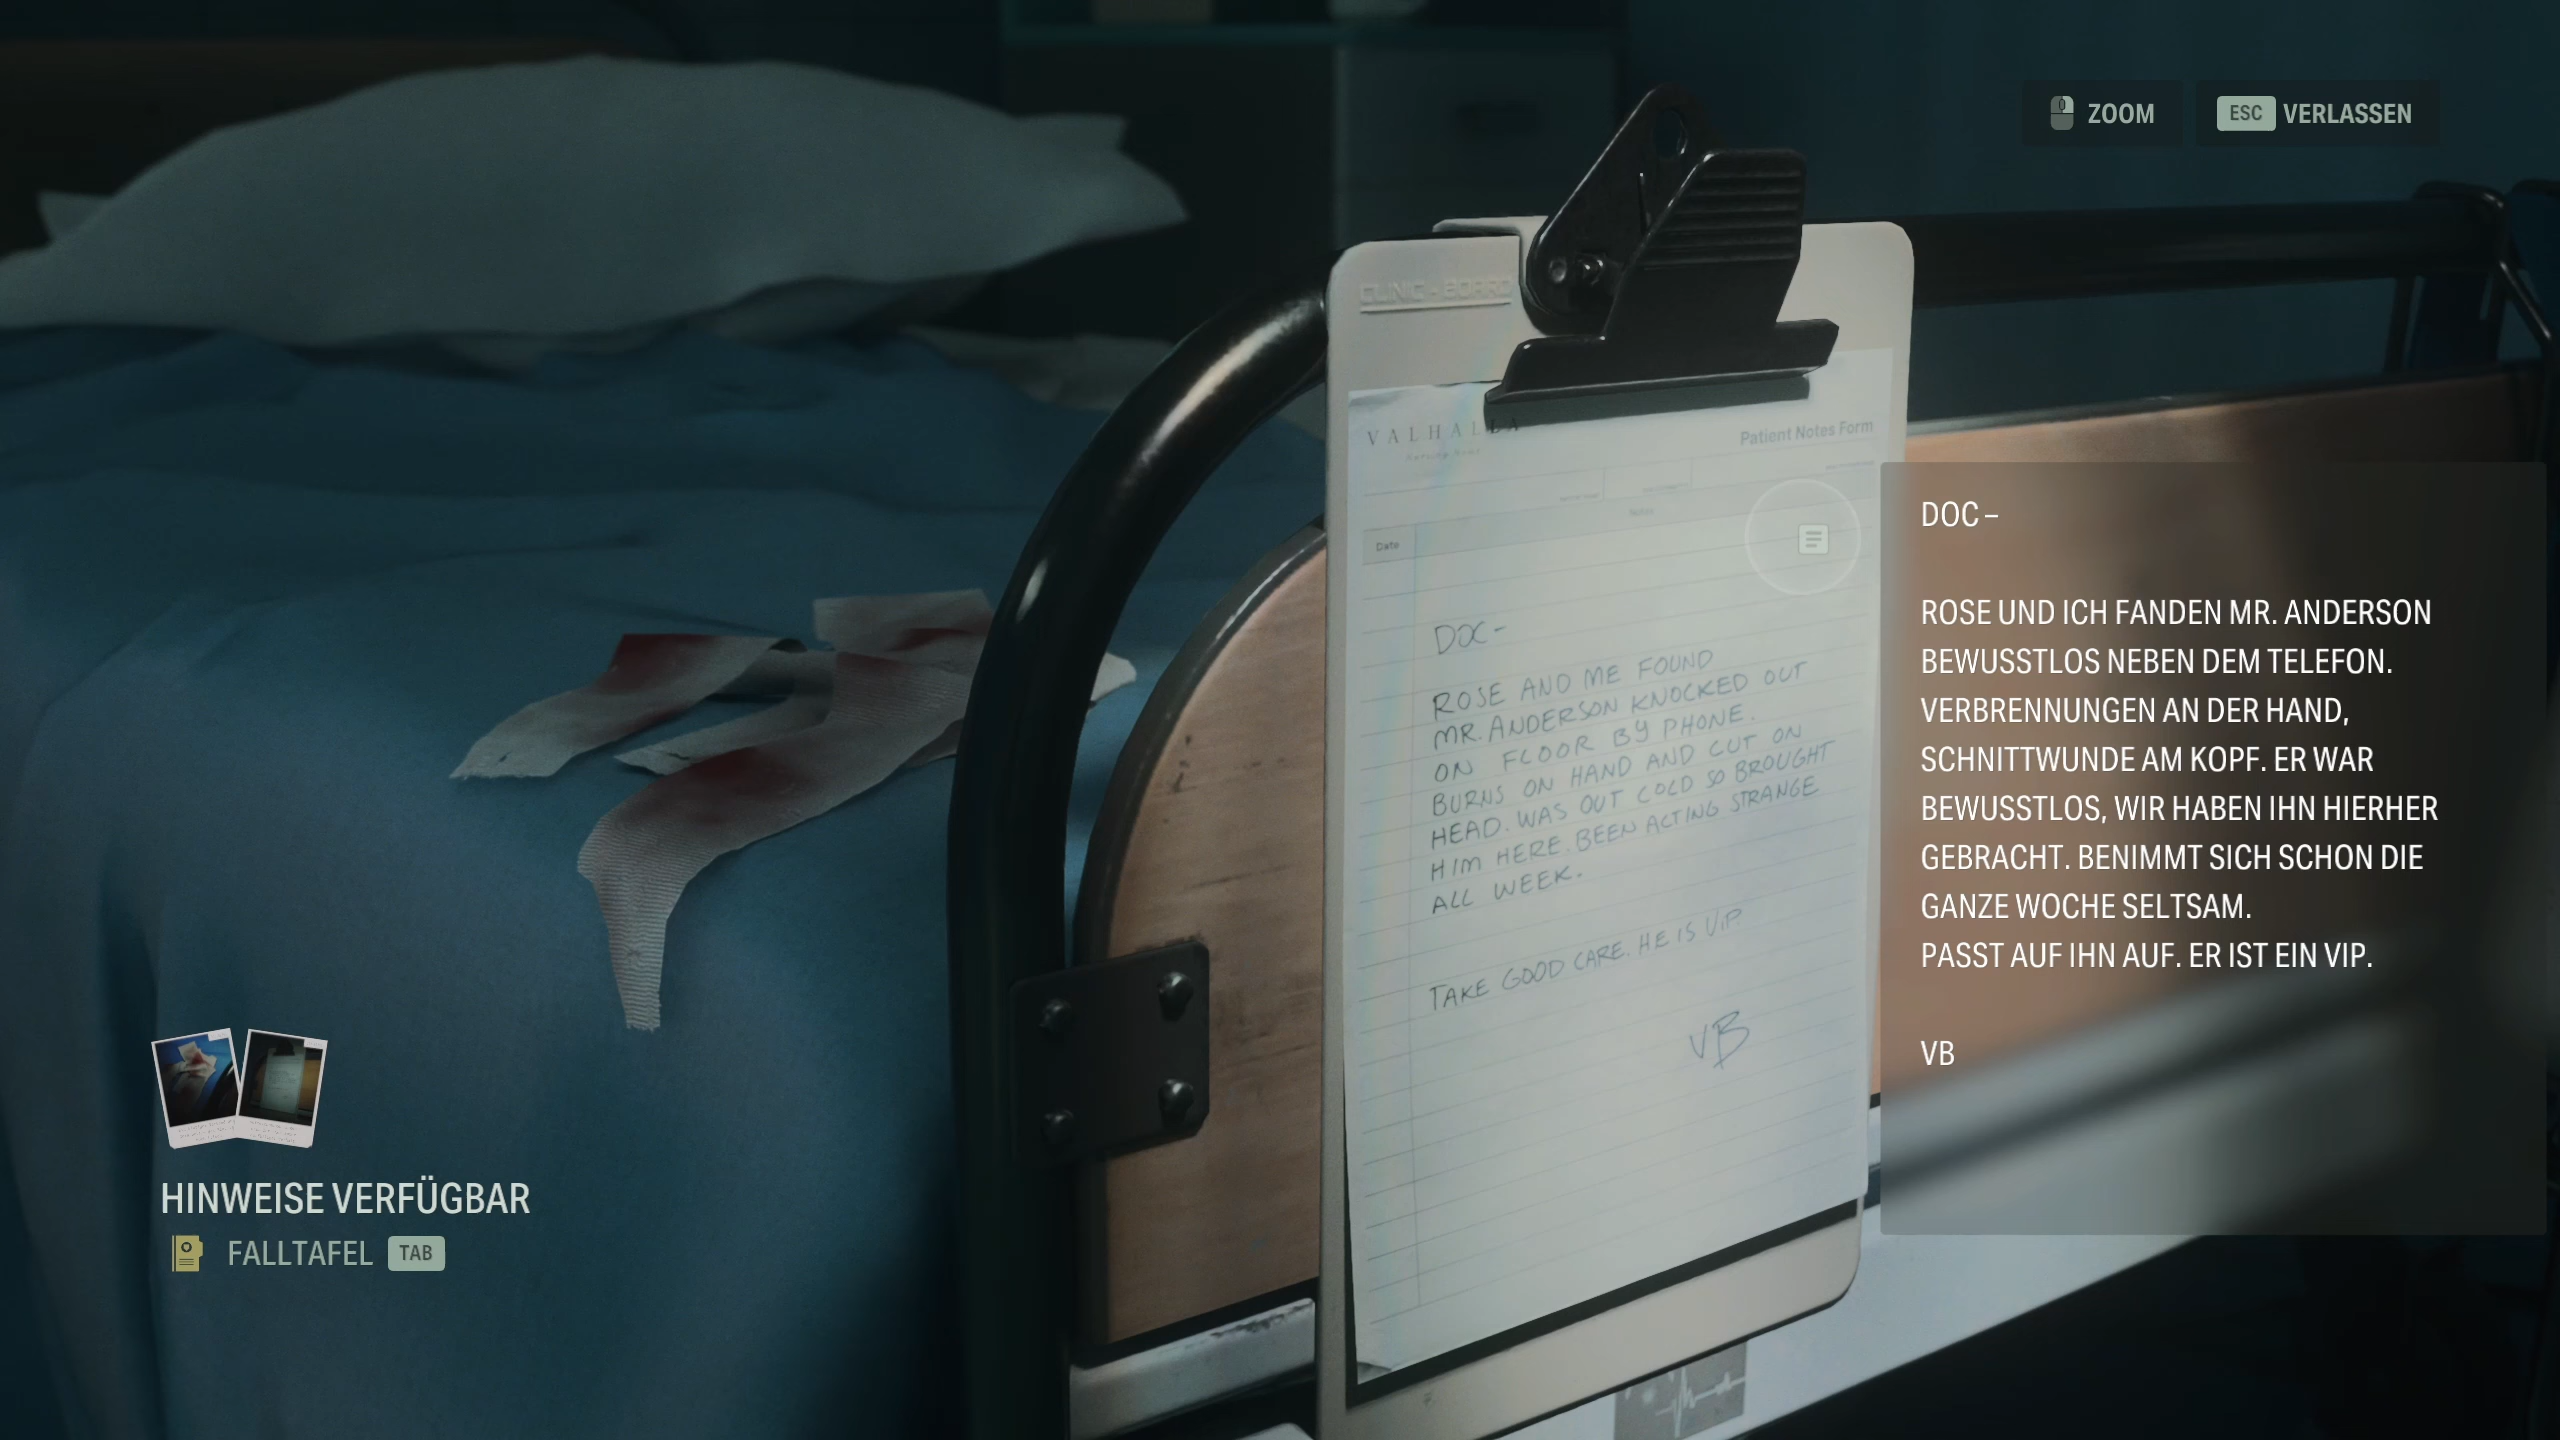 ZOOM
ESC VERLASSEN
CLINIC-BOARD
VALHALLA
Nursing Home
Patient Notes Form
Notes
Date
DOC-
ROSE AND ME FOUND
MR. ANDERSON KNOCKED OUT
ON FLOOR BY PHONE.
BURNS ON HAND AND CUT ON
HEAD. WAS OUT COLD SO BROUGHT
HIM HERE. BEEN ACTING STRANGE
ALL WEEK.
TAKE GOOD CARE. HE IS VIP.
VB
DOC –
ROSE UND ICH FANDEN MR. ANDERSON
BEWUSSTLOS NEBEN DEM TELEFON.
VERBRENNUNGEN AN DER HAND,
SCHNITTWUNDE AM KOPF. ER WAR
BEWUSSTLOS, WIR HABEN IHN HIERHER
GEBRACHT. BENIMMT SICH SCHON DIE
GANZE WOCHE SELTSAM.
PASST AUF IHN AUF. ER IST EIN VIP.
VB
HINWEISE VERFÜGBAR
FALLTAFEL TAB